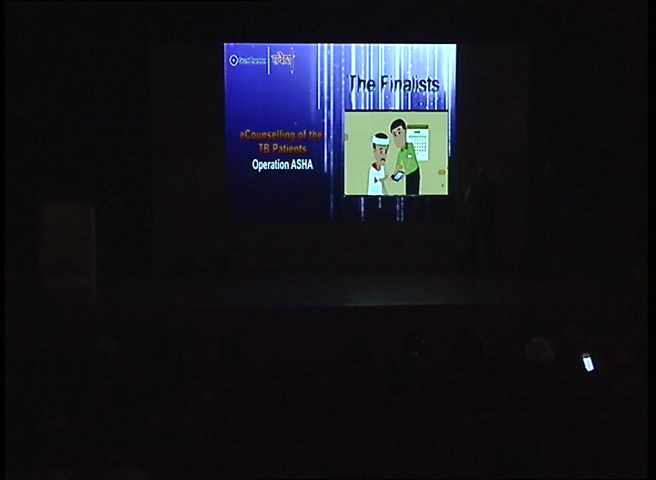 The Finalists
eCounselling of the
TB Patients
Operation ASHA